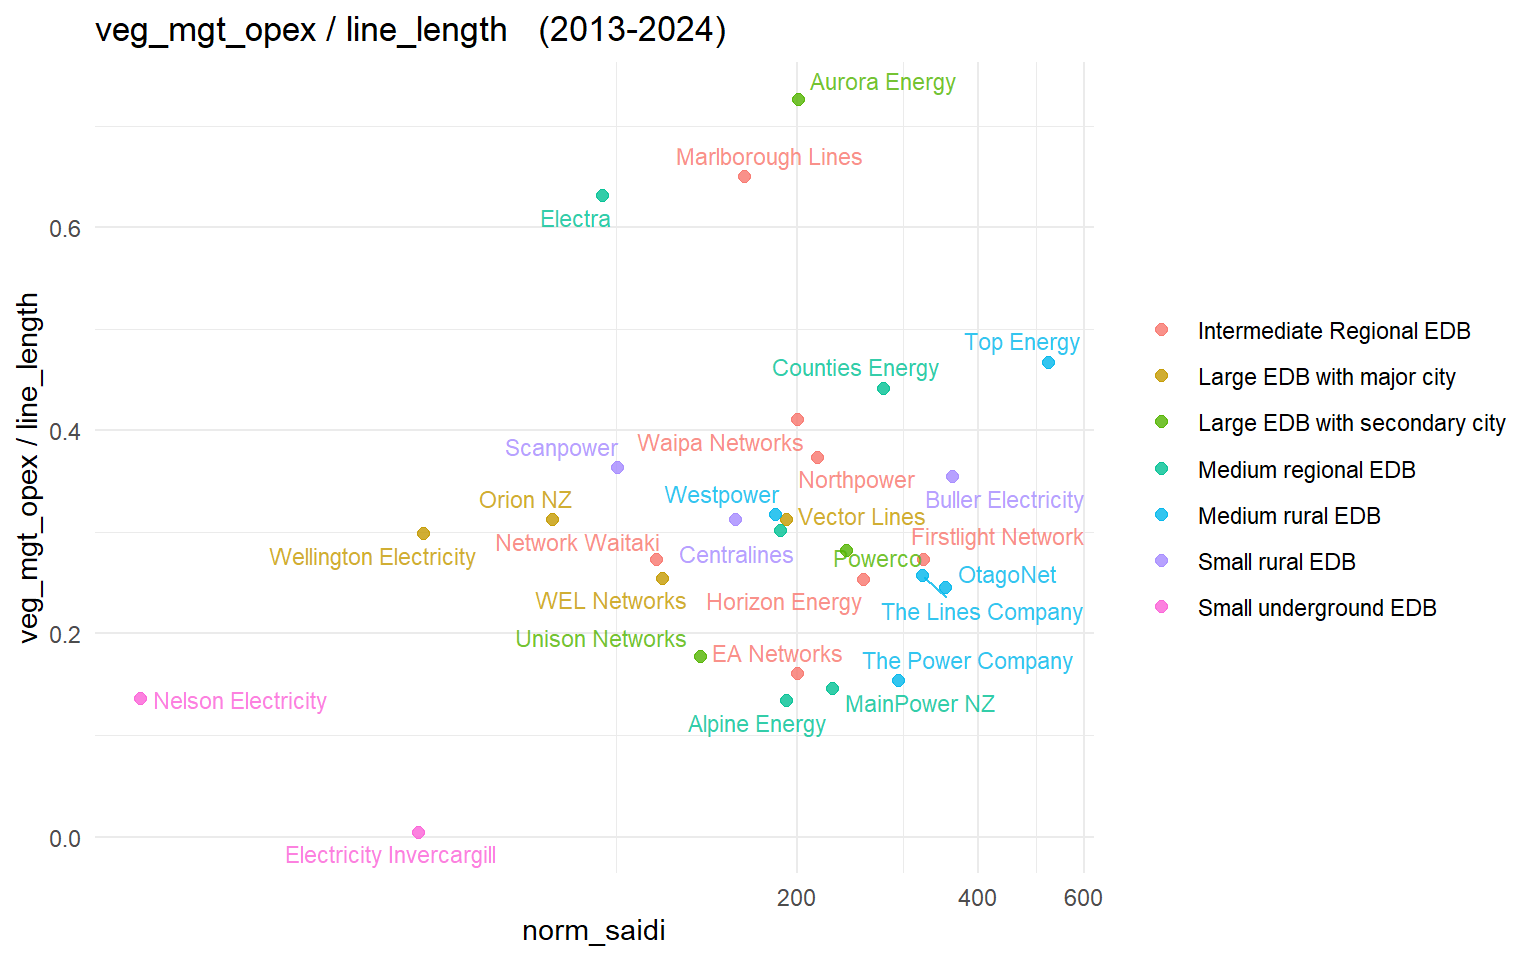 veg_mgt_opex / line_length (2013-2024)
Aurora Energy
Marlborough Lines
Electra
0.6
Top Energy
Counties Energy
0.4
Waipa Networks
Scanpower
Northpower
Westpower
Buller Electricity
Orion NZ
Vector Lines
Firstlight Network
Network Waitaki
Wellington Electricity
Centralines
Powerco
OtagoNet
WEL Networks
Horizon Energy
The Lines Company
0.2
Unison Networks
EA Networks
The Power Company
Nelson Electricity
MainPower NZ
Alpine Energy
0.0
Electricity Invercargill
200
400
600
norm_saidi
veg_mgt_opex / line_length
Intermediate Regional EDB
Large EDB with major city
Large EDB with secondary city
Medium regional EDB
Medium rural EDB
Small rural EDB
Small underground EDB